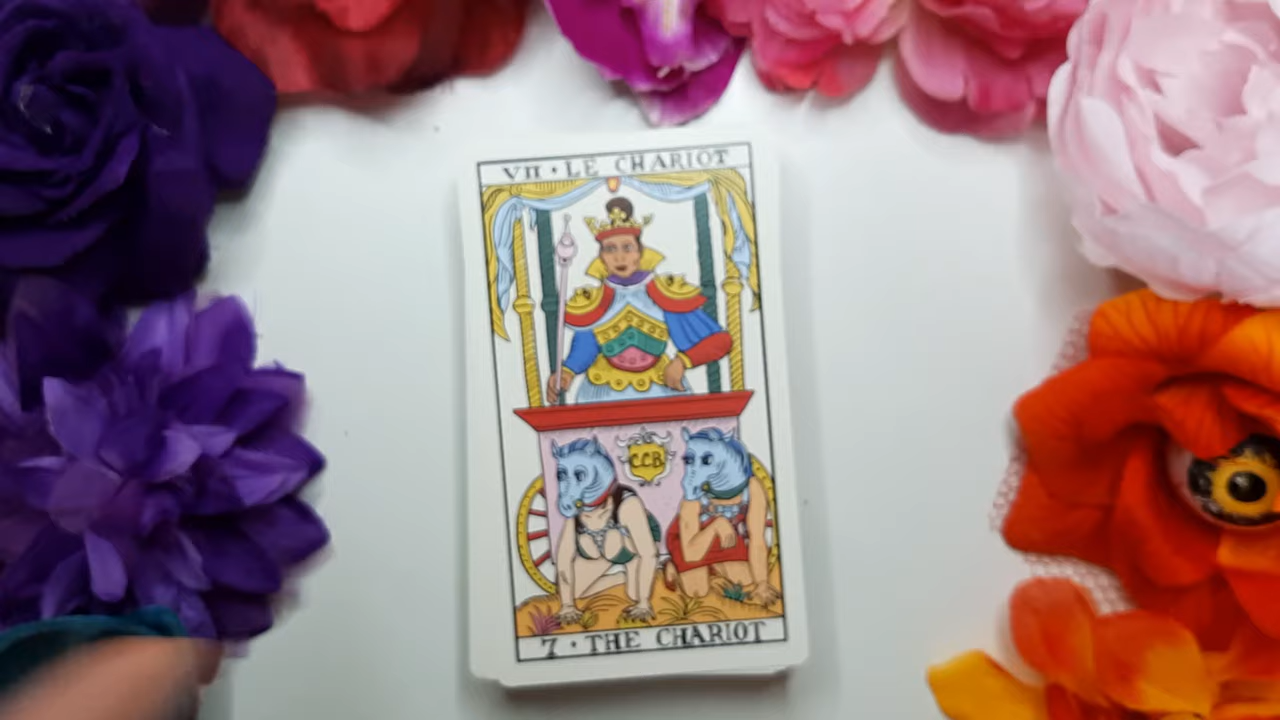 VII • LE CHARIOT
CCB
7 • THE CHARIOT